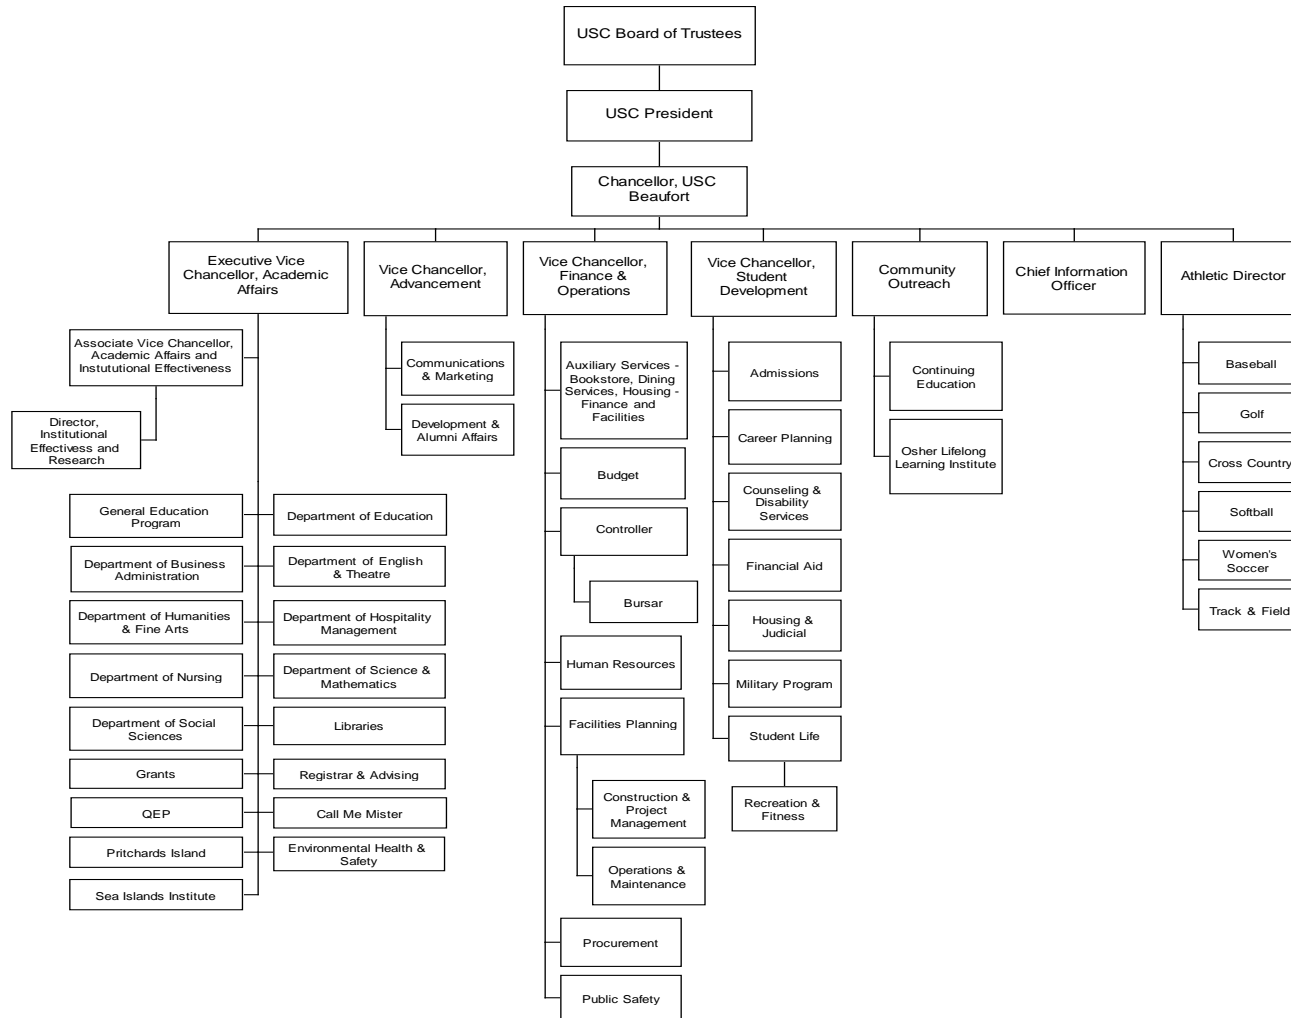 USC Board of Trustees
USC President
Chancellor, USC
Beaufort
Executive Vice
Chancellor, Academic
Affairs
Vice Chancellor,
Advancement
Vice Chancellor,
Finance &
Operations
Vice Chancellor,
Student
Development
Community
Outreach
Chief Information
Officer
Athletic Director
Associate Vice Chancellor,
Academic Affairs and
Instutional Effectiveness
Director,
Institutional
Effectivess and
Research
General Education
Program
Department of Education
Department of Business
Administration
Department of English
& Theatre
Department of Humanities
& Fine Arts
Department of Hospitality
Management
Department of Nursing
Department of Science &
Mathematics
Department of Social
Sciences
Libraries
Grants
Registrar & Advising
QEP
Call Me Mister
Pritchards Island
Environmental Health &
Safety
Sea Islands Institute
Communications
& Marketing
Development &
Alumni Affairs
Auxiliary Services -
Bookstore, Dining
Services, Housing -
Finance and
Facilities
Budget
Controller
Bursar
Human Resources
Facilities Planning
Construction &
Project
Management
Operations &
Maintenance
Procurement
Public Safety
Admissions
Career Planning
Counseling &
Disability
Services
Financial Aid
Housing &
Judicial
Military Program
Student Life
Recreation &
Fitness
Continuing
Education
Osher Lifelong
Learning Institute
Baseball
Golf
Cross Country
Softball
Women's
Soccer
Track & Field